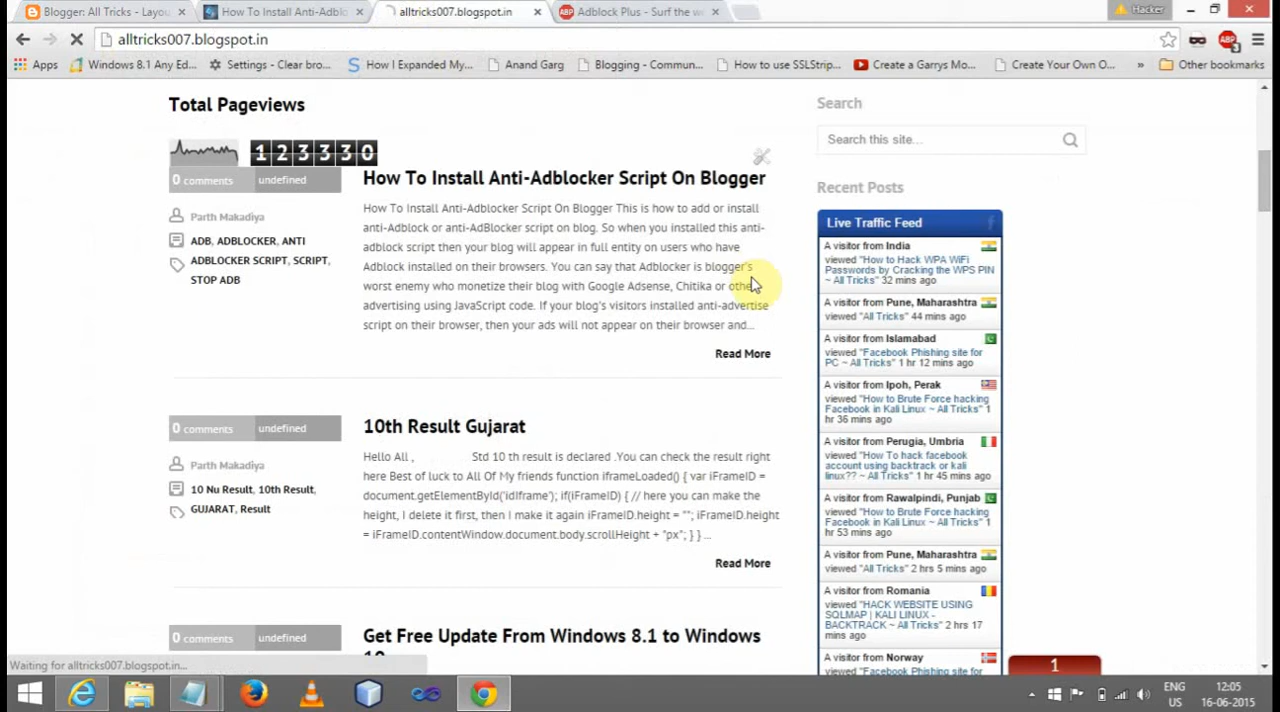 Blogger: All Tricks - Layou
How To Install Anti-Adblo
alltricks007.blogspot.in
Adblock Plus - Surf the w
Hacker
alltricks007.blogspot.in
ABP
Apps
Windows 8.1 Any Ed...
Settings - Clear bro...
How I Expanded My...
Anand Garg
Blogging - Commun...
How to use SSLStrip...
Create a Garrys Mo...
Create Your Own O...
»
Other bookmarks
Total Pageviews
123330
0 comments
undefined
How To Install Anti-Adblocker Script On Blogger
Parth Makadiya
ADB, ADBLOCKER, ANTI
ADBLOCKER SCRIPT, SCRIPT,
STOP ADB
How To Install Anti-Adblocker Script On Blogger This is how to add or install
anti-Adblock or anti-AdBlocker script on blog. So when you installed this anti-
adblock script then your blog will appear in full entity on users who have
Adblock installed on their browsers. You can say that Adblocker is blogger's
worst enemy who monetize their blog with Google Adsense, Chitika or othe
advertising using JavaScript code. If your blog's visitors installed anti-advertise
script on their browser, then your ads will not appear on their browser and...
Read More
0 comments
undefined
10th Result Gujarat
Parth Makadiya
10 Nu Result, 10th Result,
GUJARAT, Result
Hello All , Std 10 th result is declared .You can check the result right
here Best of luck to All Of My friends function iframeLoaded() { var iFrameID =
document.getElementById('idIframe'); if(iFrameID) { // here you can make the
height, I delete it first, then I make it again iFrameID.height = ""; iFrameID.height
= iFrameID.contentWindow.document.body.scrollHeight + "px"; } } ...
Read More
0 comments
undefined
Get Free Update From Windows 8.1 to Windows
10
Search
Search this site...
Recent Posts
Live Traffic Feed
A visitor from India
viewed "How to Hack WPA WiFi
Passwords by Cracking the WPS PIN
~ All Tricks" 32 mins ago
A visitor from Pune, Maharashtra
viewed "All Tricks" 44 mins ago
A visitor from Islamabad
viewed "Facebook Phishing site for
PC ~ All Tricks" 1 hr 12 mins ago
A visitor from Ipoh, Perak
viewed "How to Brute Force hacking
Facebook in Kali Linux ~ All Tricks" 1
hr 36 mins ago
A visitor from Perugia, Umbria
viewed "How To hack facebook
account using backtrack or kali
linux?? ~ All Tricks" 1 hr 45 mins ago
A visitor from Rawalpindi, Punjab
viewed "How to Brute Force hacking
Facebook in Kali Linux ~ All Tricks" 1
hr 53 mins ago
A visitor from Pune, Maharashtra
viewed "All Tricks" 2 hrs 5 mins ago
A visitor from Romania
viewed "HACK WEBSITE USING
SQLMAP | KALI LINUX -
BACKTRACK ~ All Tricks" 2 hrs 17
mins ago
A visitor from Norway
viewed "Facebook Phishing site for
1
Waiting for alltricks007.blogspot.in...
ENG
US
12:05
16-06-2015